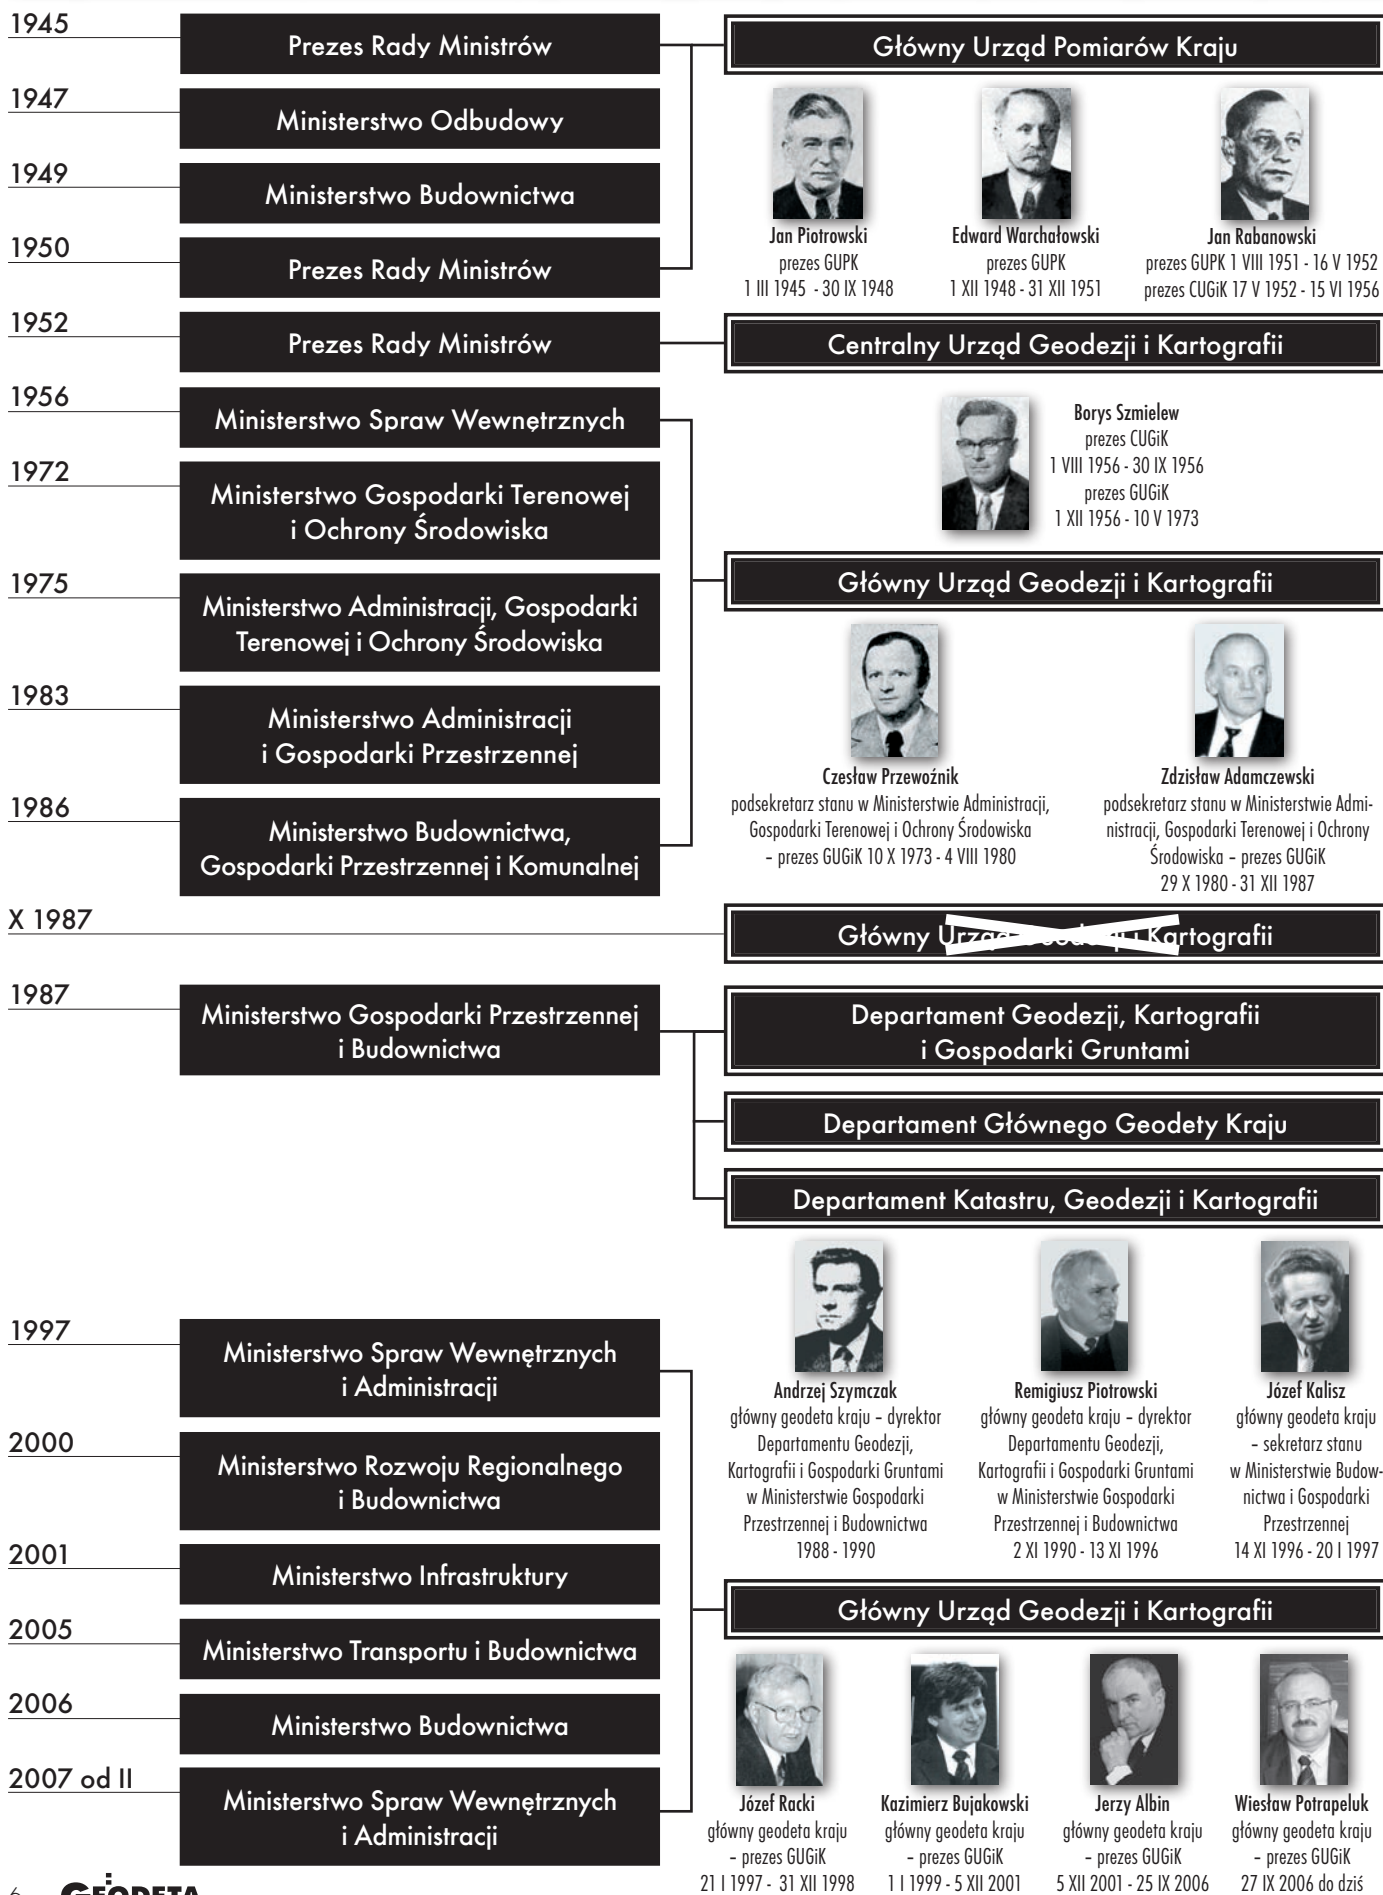 1945
Prezes Rady Ministrów
Główny Urząd Pomiarów Kraju
1947
Ministerstwo Odbudowy
1949
Ministerstwo Budownictwa
1950
Prezes Rady Ministrów
Jan Piotrowski
prezes GUPK
1 III 1945 - 30 IX 1948
Edward Warchałowski
prezes GUPK
1 XII 1948 - 31 XII 1951
Jan Rabanowski
prezes GUPK 1 VIII 1951 - 16 V 1952
prezes CUGiK 17 V 1952 - 15 VI 1956
1952
Prezes Rady Ministrów
Centralny Urząd Geodezji i Kartografii
1956
Ministerstwo Spraw Wewnętrznych
Borys Szmielew
prezes CUGiK
1 VIII 1956 - 30 IX 1956
prezes GUGiK
1 XII 1956 - 10 V 1973
1972
Ministerstwo Gospodarki Terenowej
i Ochrony Środowiska
1975
Ministerstwo Administracji, Gospodarki
Terenowej i Ochrony Środowiska
Główny Urząd Geodezji i Kartografii
1983
Ministerstwo Administracji
i Gospodarki Przestrzennej
1986
Ministerstwo Budownictwa,
Gospodarki Przestrzennej i Komunalnej
Czesław Przewoźnik
podsekretarz stanu w Ministerstwie Administracji,
Gospodarki Terenowej i Ochrony Środowiska
– prezes GUGiK 10 X 1973 - 4 VIII 1980
Zdzisław Adamczewski
podsekretarz stanu w Ministerstwie Admi-
nistracji, Gospodarki Terenowej i Ochrony
Środowiska – prezes GUGiK
29 X 1980 - 31 XII 1987
X 1987
Główny Urząd Geodezji i Kartografii
1987
Ministerstwo Gospodarki Przestrzennej
i Budownictwa
Departament Geodezji, Kartografii
i Gospodarki Gruntami
Departament Głównego Geodety Kraju
Departament Katastru, Geodezji i Kartografii
Andrzej Szymczak
główny geodeta kraju – dyrektor
Departamentu Geodezji,
Kartografii i Gospodarki Gruntami
w Ministerstwie Gospodarki
Przestrzennej i Budownictwa
1988 - 1990
Remigiusz Piotrowski
główny geodeta kraju – dyrektor
Departamentu Geodezji,
Kartografii i Gospodarki Gruntami
w Ministerstwie Gospodarki
Przestrzennej i Budownictwa
2 XI 1990 - 13 XI 1996
Józef Kalisz
główny geodeta kraju
– sekretarz stanu
w Ministerstwie Budow-
nictwa i Gospodarki
Przestrzennej
14 XI 1996 - 20 I 1997
1997
Ministerstwo Spraw Wewnętrznych
i Administracji
2000
Ministerstwo Rozwoju Regionalnego
i Budownictwa
2001
Ministerstwo Infrastruktury
2005
Ministerstwo Transportu i Budownictwa
2006
Ministerstwo Budownictwa
2007 od II
Ministerstwo Spraw Wewnętrznych
i Administracji
Główny Urząd Geodezji i Kartografii
Józef Racki
główny geodeta kraju
– prezes GUGiK
21 I 1997 - 31 XII 1998
Kazimierz Bujakowski
główny geodeta kraju
– prezes GUGiK
1 I 1999 - 5 XII 2001
Jerzy Albin
główny geodeta kraju
– prezes GUGiK
5 XII 2001 - 25 IX 2006
Wiesław Potrapeluk
główny geodeta kraju
– prezes GUGiK
27 IX 2006 do dziś
6
GEODETA